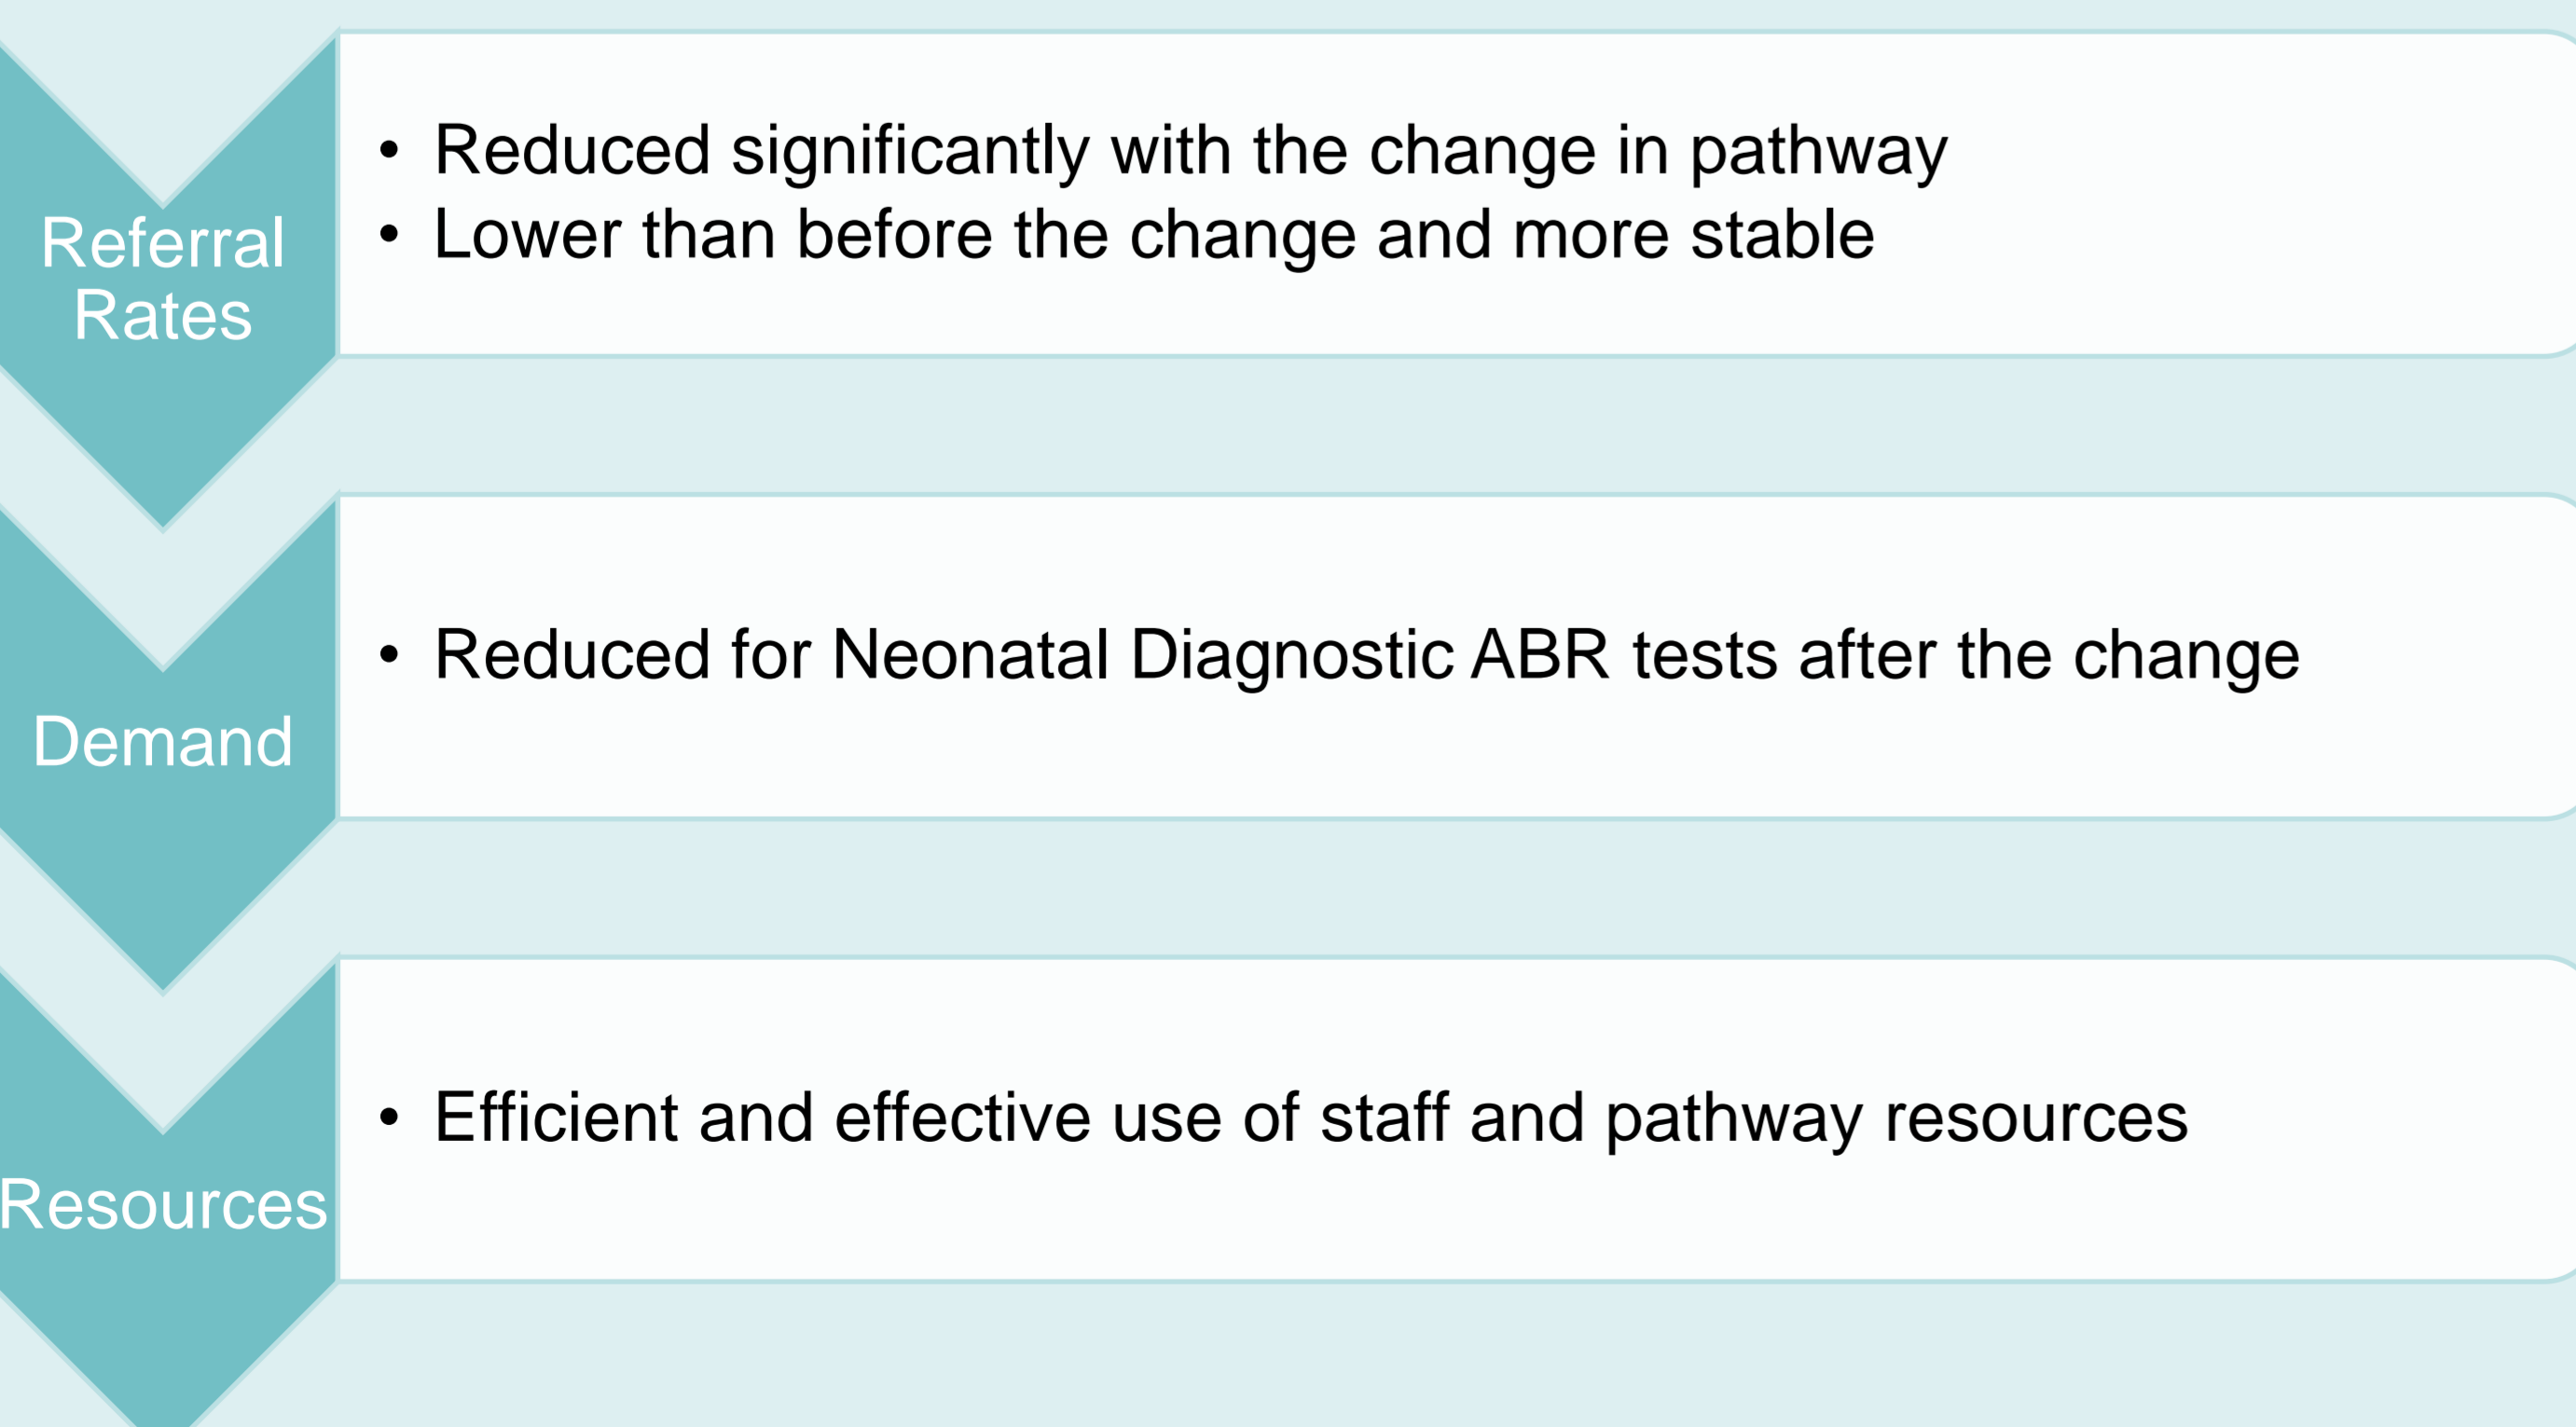 Referral
Rates
• Reduced significantly with the change in pathway
• Lower than before the change and more stable
Demand
• Reduced for Neonatal Diagnostic ABR tests after the change
Resources
• Efficient and effective use of staff and pathway resources